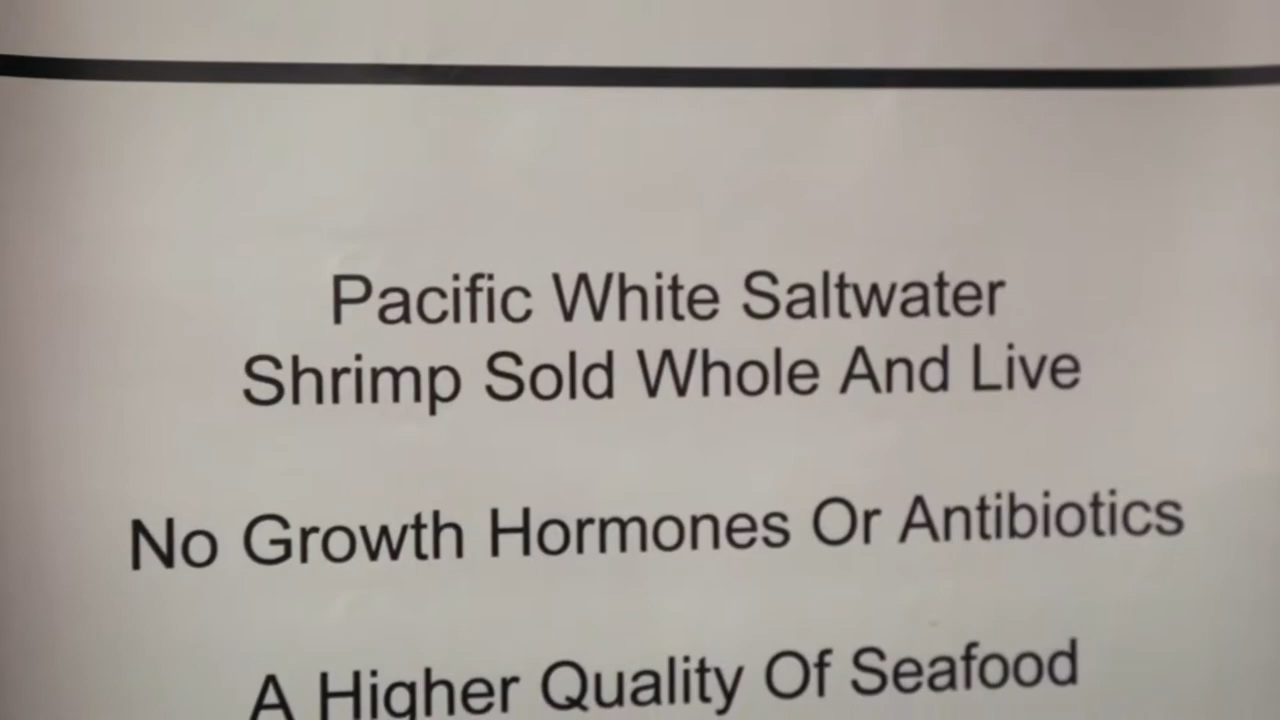 Pacific White Saltwater
Shrimp Sold Whole And Live
No Growth Hormones Or Antibiotics
A Higher Quality Of Seafood